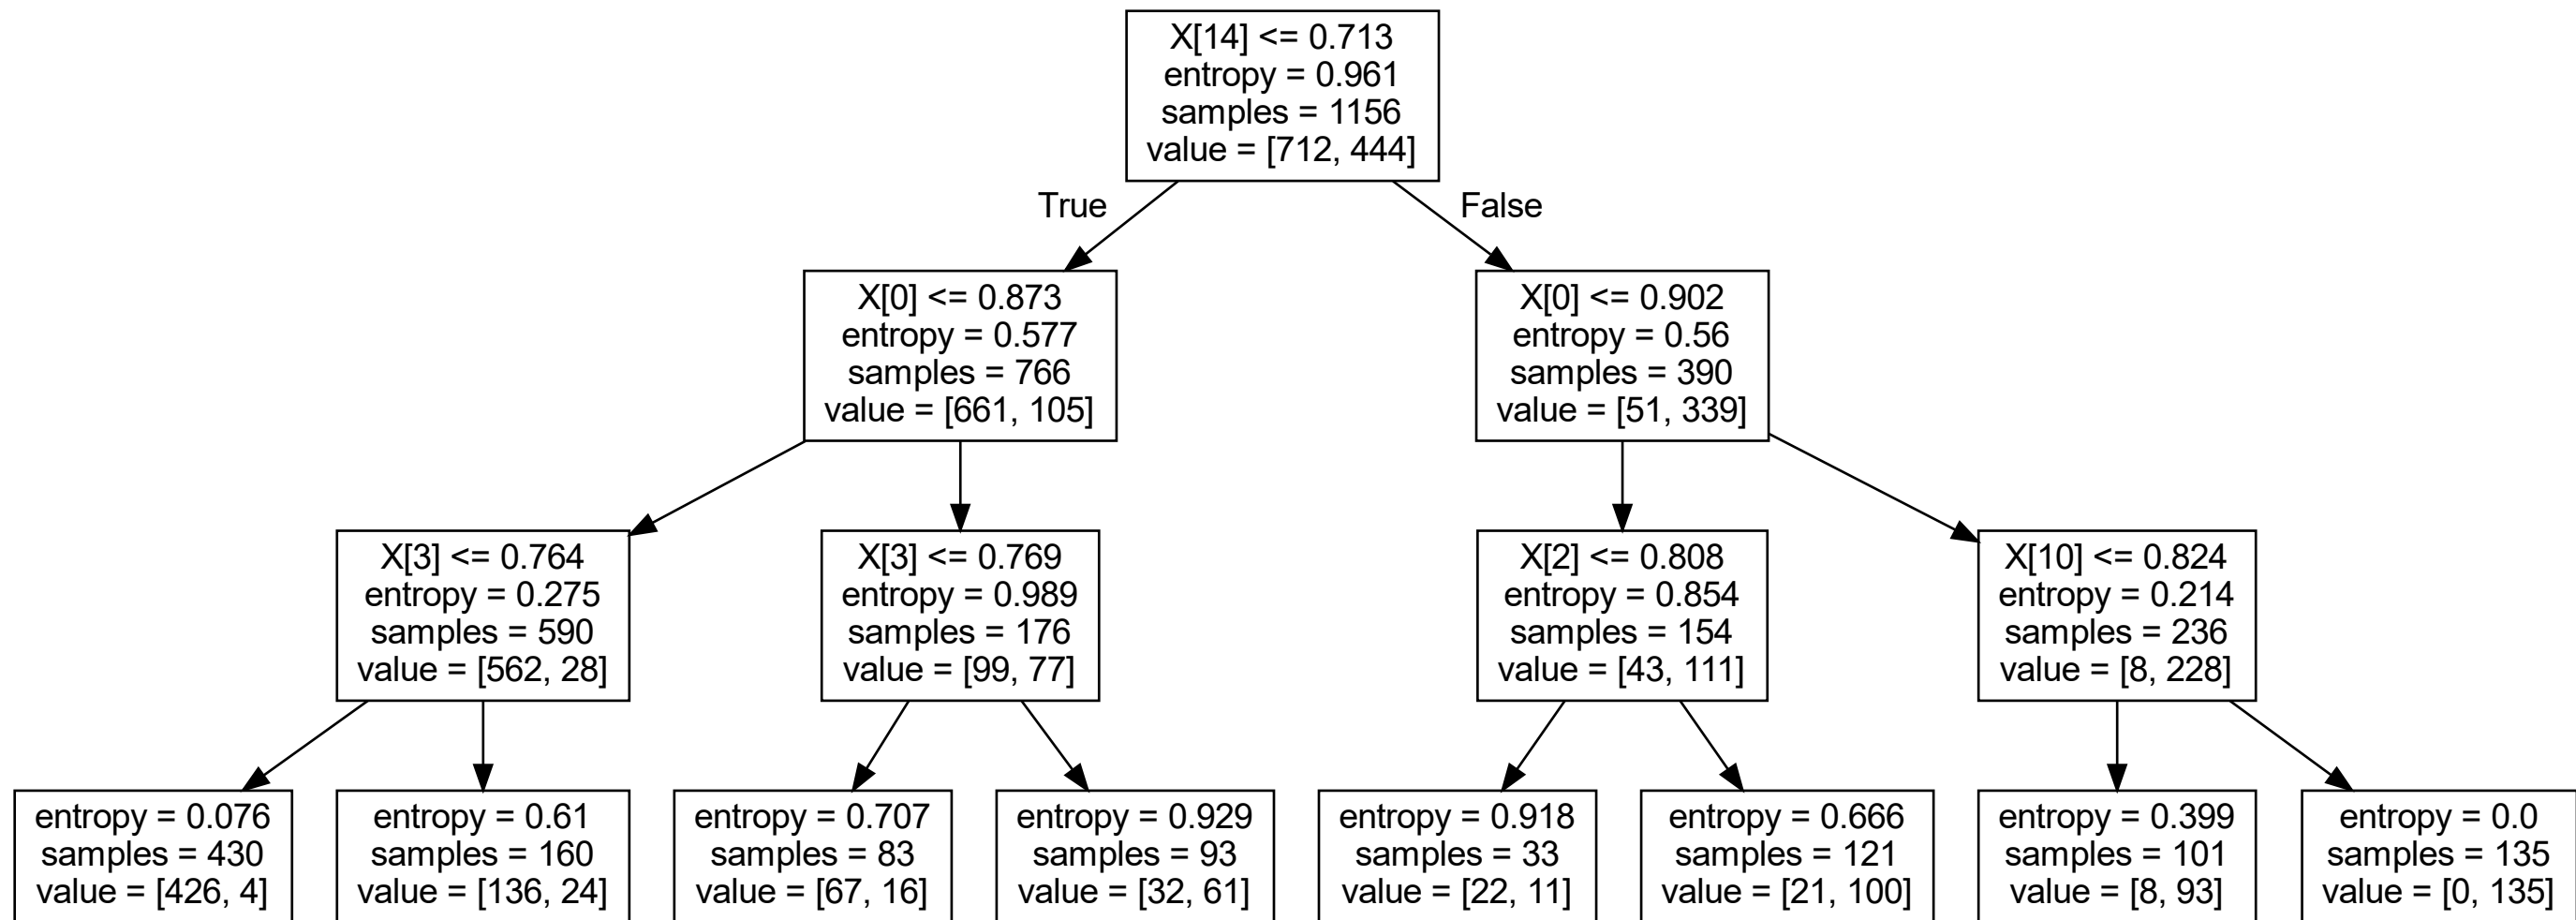 X[14] <= 0.713
entropy = 0.961
samples = 1156
value = [712, 444]
True
False
X[0] <= 0.873
entropy = 0.577
samples = 766
value = [661, 105]
X[0] <= 0.902
entropy = 0.56
samples = 390
value = [51, 339]
X[3] <= 0.764
entropy = 0.275
samples = 590
value = [562, 28]
X[3] <= 0.769
entropy = 0.989
samples = 176
value = [99, 77]
X[2] <= 0.808
entropy = 0.854
samples = 154
value = [43, 111]
X[10] <= 0.824
entropy = 0.214
samples = 236
value = [8, 228]
entropy = 0.076
samples = 430
value = [426, 4]
entropy = 0.61
samples = 160
value = [136, 24]
entropy = 0.707
samples = 83
value = [67, 16]
entropy = 0.929
samples = 93
value = [32, 61]
entropy = 0.918
samples = 33
value = [22, 11]
entropy = 0.666
samples = 121
value = [21, 100]
entropy = 0.399
samples = 101
value = [8, 93]
entropy = 0.0
samples = 135
value = [0, 135]